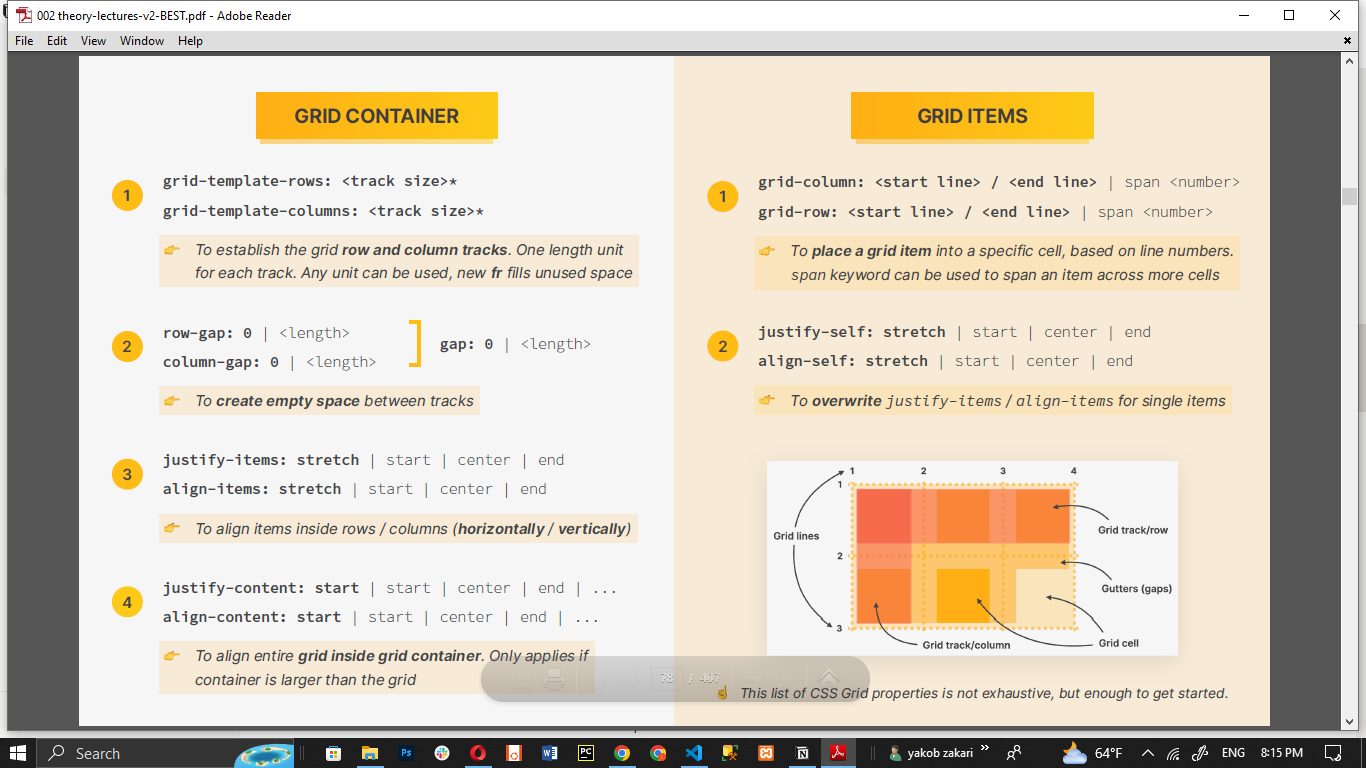 002 theory-lectures-v2-BEST.pdf - Adobe Reader
File Edit View Window Help
GRID CONTAINER
1
grid-template-rows: <track size>*
grid-template-columns: <track size>*
👉 To establish the grid row and column tracks. One length unit
for each track. Any unit can be used, new fr fills unused space
2
row-gap: 0 | <length>
column-gap: 0 | <length>
gap: 0 | <length>
👉 To create empty space between tracks
3
justify-items: stretch | start | center | end
align-items: stretch | start | center | end
👉 To align items inside rows / columns (horizontally / vertically)
4
justify-content: start | start | center | end | ...
align-content: start | start | center | end | ...
👉 To align entire grid inside grid container. Only applies if
container is larger than the grid
GRID ITEMS
1
grid-column: <start line> / <end line> | span <number>
grid-row: <start line> / <end line> | span <number>
👉 To place a grid item into a specific cell, based on line numbers.
span keyword can be used to span an item across more cells
2
justify-self: stretch | start | center | end
align-self: stretch | start | center | end
👉 To overwrite justify-items / align-items for single items
1 2 3 4
1
Grid lines
Grid track/row
2
Gutters (gaps)
3
Grid track/column
Grid cell
☝ This list of CSS Grid properties is not exhaustive, but enough to get started.
78 / 407
Search
Ps
W
PC
N
yakob zakari
64°F
ENG
8:15 PM